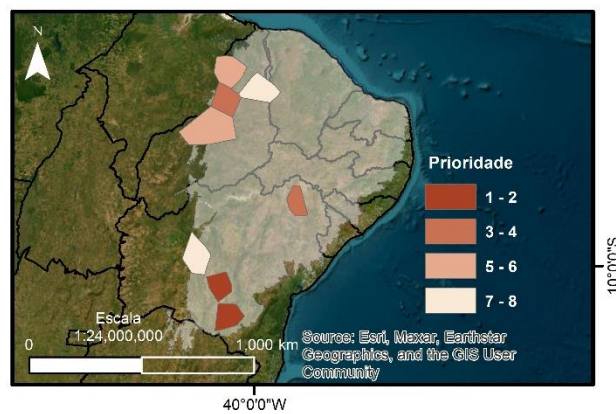 N
Prioridade
1 - 2
3 - 4
5 - 6
7 - 8
10°0'0"S
Escala
1:24,000,000
0
1,000 km
Source: Esri, Maxar, Earthstar
Geographics, and the GIS User
Community
40°0'0"W